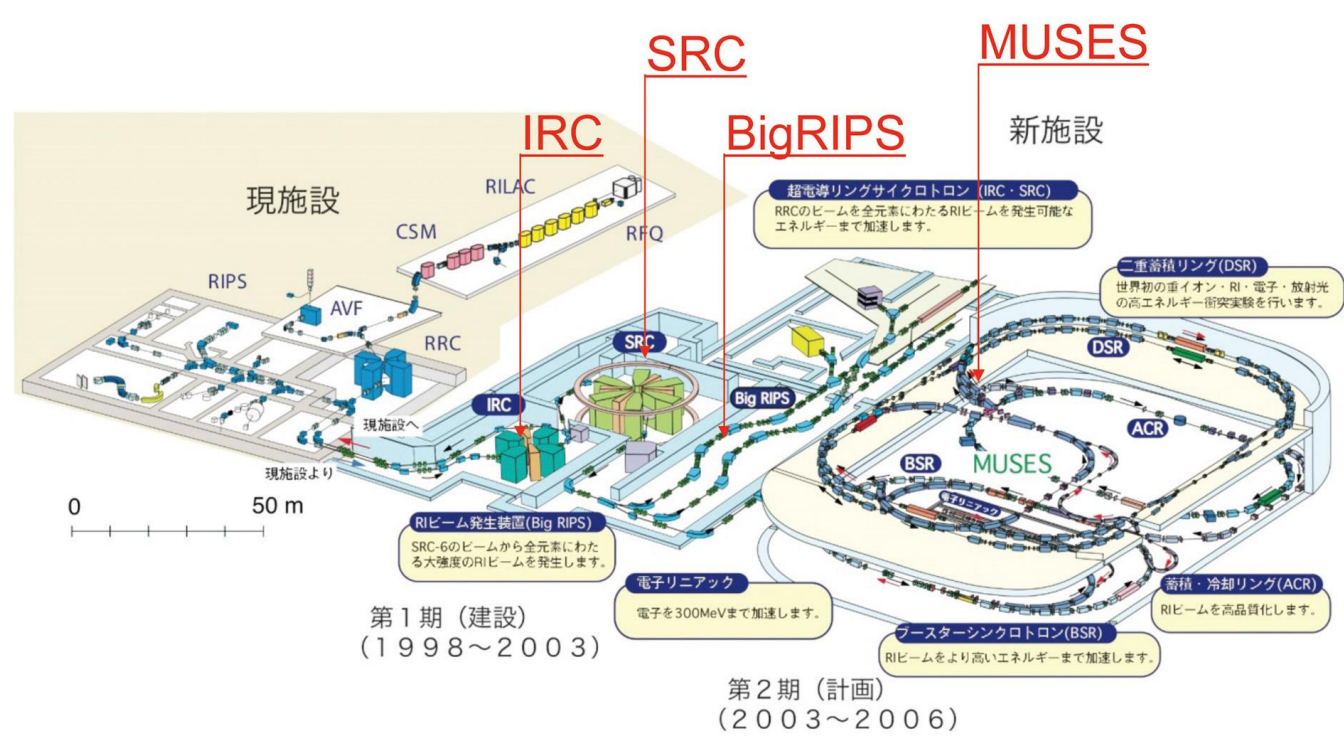 SRC
MUSES
IRC
BigRIPS
新施設
現施設
RILAC
CSM
RFQ
RIPS
AVF
RRC
超電導リングサイクロトロン (IRC・SRC)
RRCのビームを全元素にわたるRIビームを発生可能な
エネルギーまで加速します。
二重蓄積リング(DSR)
世界初の重イオン・RI・電子・放射光
の高エネルギー衝突実験を行います。
SRC
DSR
IRC
Big RIPS
現施設へ
ACR
BSR
MUSES
現施設より
電子リニアック
0
50 m
RIビーム発生装置(Big RIPS)
SRC-6のビームから全元素にわた
る大強度のRIビームを発生します。
電子リニアック
電子を300MeVまで加速します。
蓄積・冷却リング(ACR)
RIビームを高品質化します。
ブースターシンクロトロン(BSR)
RIビームをより高いエネルギーまで加速します。
第１期（建設）
（１９９８〜２００３）
第２期（計画）
（２００３〜２００６）